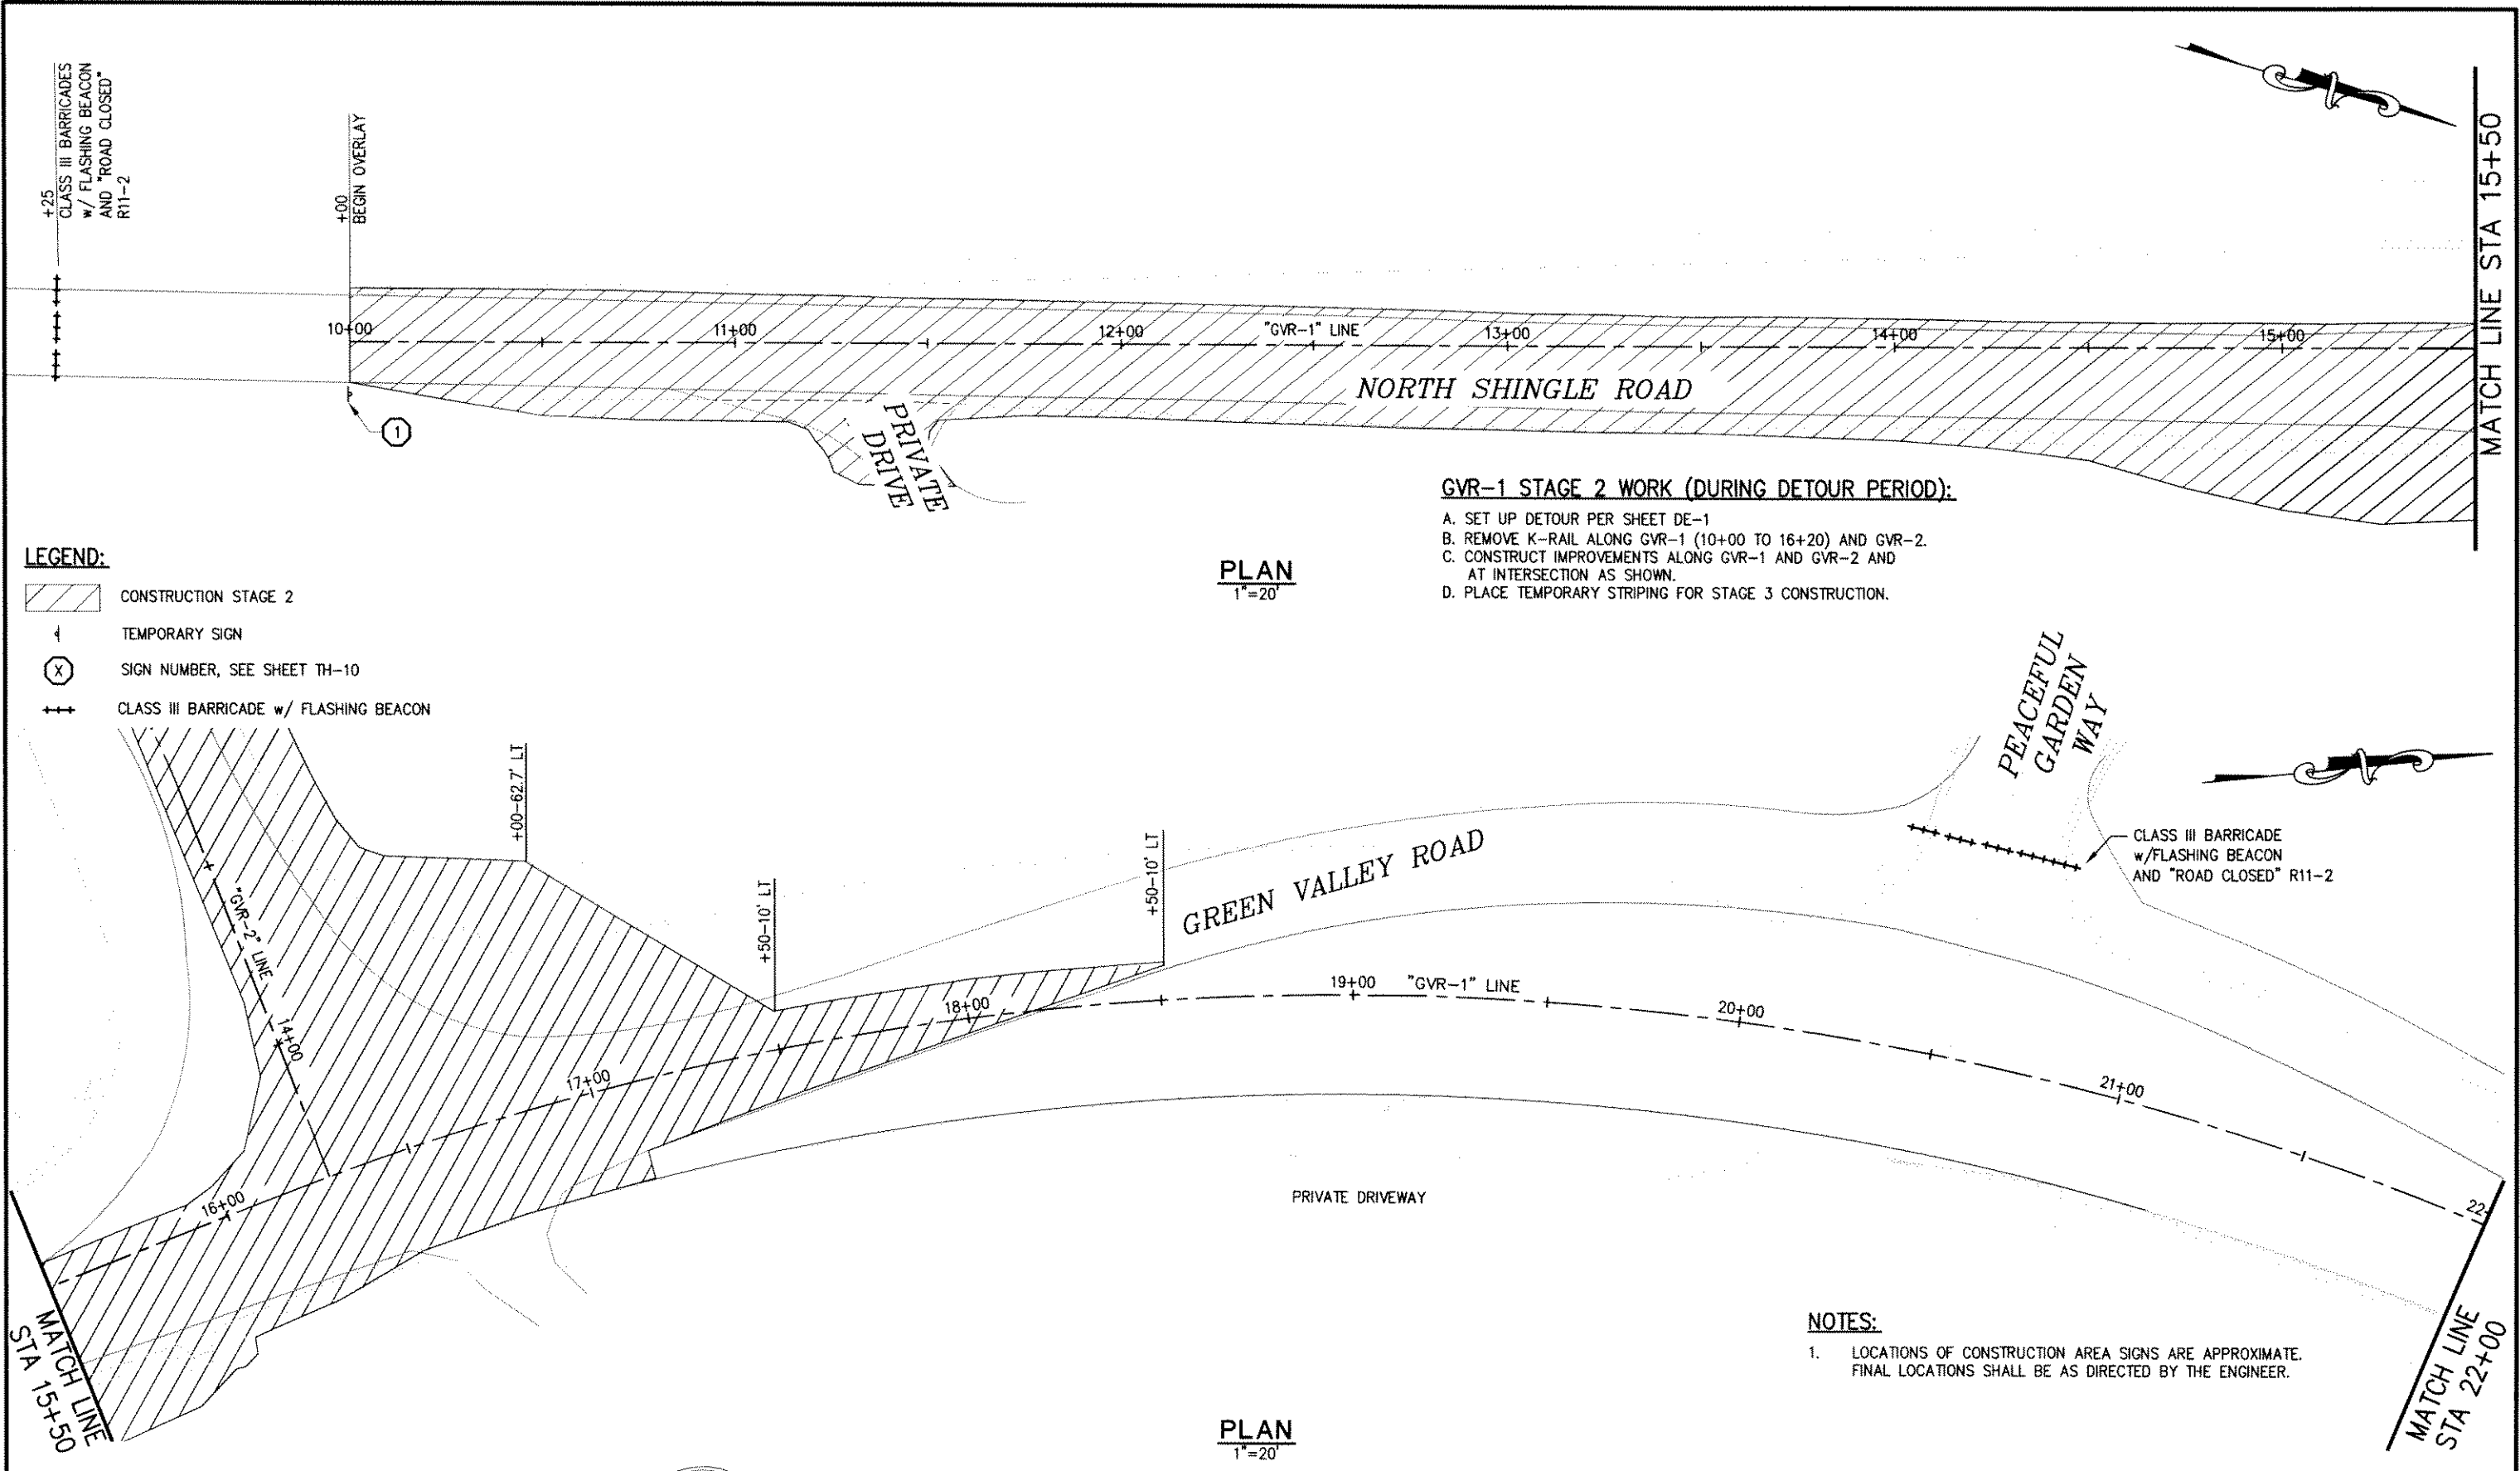 +25
CLASS III BARRICADES
w/ FLASHING BEACON
AND "ROAD CLOSED"
R11-2
+00
BEGIN OVERLAY
MATCH LINE STA 15+50
10+00
11+00
12+00
"GVR-1" LINE
13+00
14+00
15+00
NORTH SHINGLE ROAD
1
PRIVATE
DRIVE
GVR-1 STAGE 2 WORK (DURING DETOUR PERIOD):
A. SET UP DETOUR PER SHEET DE-1
B. REMOVE K-RAIL ALONG GVR-1 (10+00 TO 16+20) AND GVR-2.
C. CONSTRUCT IMPROVEMENTS ALONG GVR-1 AND GVR-2 AND
AT INTERSECTION AS SHOWN.
D. PLACE TEMPORARY STRIPING FOR STAGE 3 CONSTRUCTION.
PLAN
1"=20'
LEGEND:
CONSTRUCTION STAGE 2
TEMPORARY SIGN
X
SIGN NUMBER, SEE SHEET TH-10
CLASS III BARRICADE w/ FLASHING BEACON
PEACEFUL
GARDEN
WAY
+00-62.7' LT
+50-10' LT
+50-10' LT
GREEN VALLEY ROAD
CLASS III BARRICADE
w/FLASHING BEACON
AND "ROAD CLOSED" R11-2
"GVR-2" LINE
14+00
16+00
17+00
18+00
19+00
"GVR-1" LINE
20+00
21+00
22
PRIVATE DRIVEWAY
MATCH LINE
STA 15+50
NOTES:
1. LOCATIONS OF CONSTRUCTION AREA SIGNS ARE APPROXIMATE.
FINAL LOCATIONS SHALL BE AS DIRECTED BY THE ENGINEER.
MATCH LINE
STA 22+00
PLAN
1"=20'